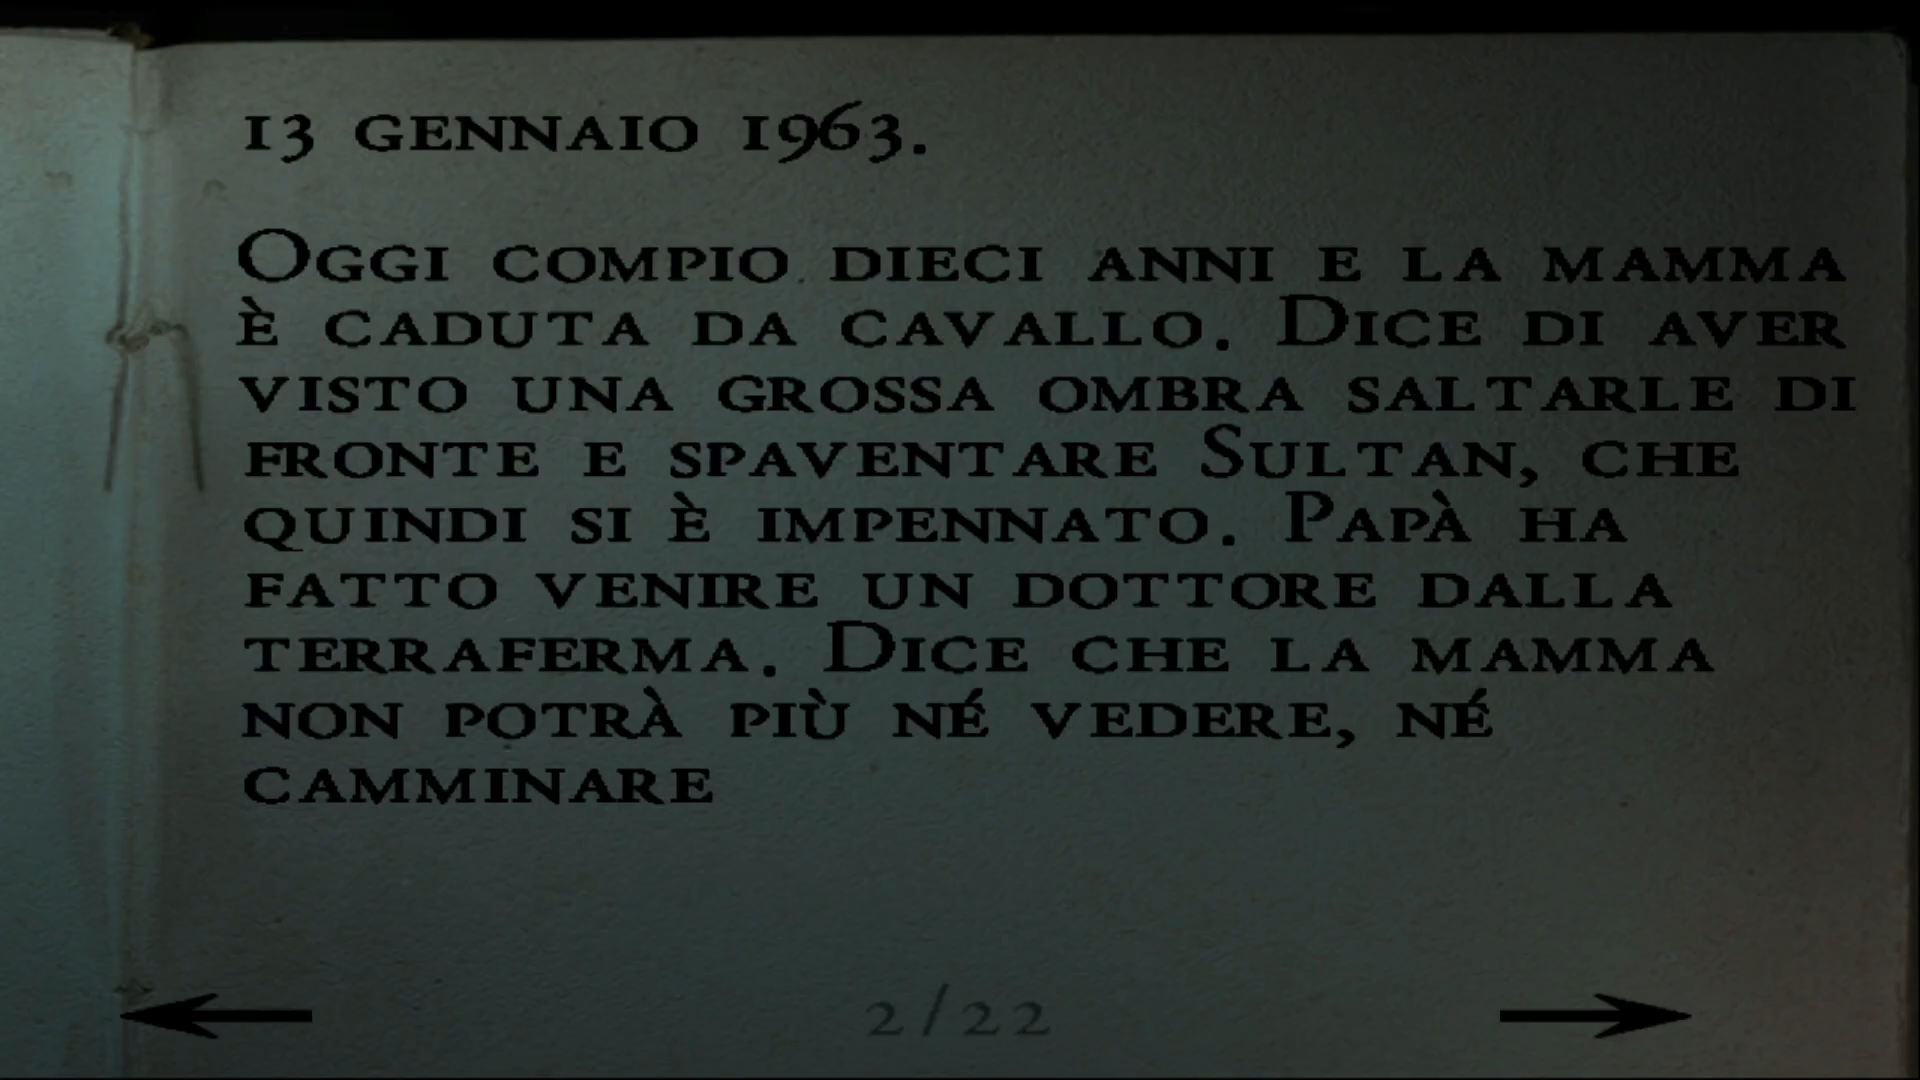 13 GENNAIO 1963.
OGGI COMPIO DIECI ANNI E LA MAMMA
È CADUTA DA CAVALLO. DICE DI AVER
VISTO UNA GROSSA OMBRA SALTARLE DI
FRONTE E SPAVENTARE SULTAN, CHE
QUINDI SI È IMPENNATO. PAPÀ HA
FATTO VENIRE UN DOTTORE DALLA
TERRAFERMA. DICE CHE LA MAMMA
NON POTRÀ PIÙ NÉ VEDERE, NÉ
CAMMINARE
2/22